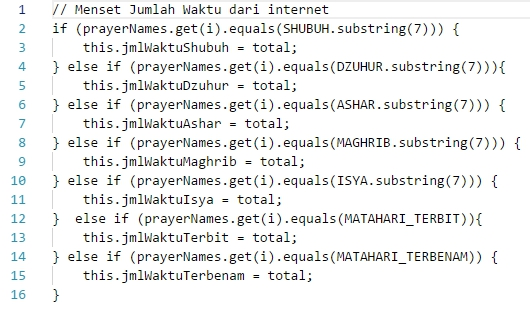 1 // Menset Jumlah Waktu dari internet
2 if (prayerNames.get(i).equals(SHUBUH.substring(7))) {
3     this.jmlWaktuShubuh = total;
4 } else if (prayerNames.get(i).equals(DZUHUR.substring(7))){
5     this.jmlWaktuDzuhur = total;
6 } else if (prayerNames.get(i).equals(ASHAR.substring(7))) {
7     this.jmlWaktuAshar = total;
8 } else if (prayerNames.get(i).equals(MAGHRIB.substring(7))) {
9     this.jmlWaktuMaghrib = total;
10 } else if (prayerNames.get(i).equals(ISYA.substring(7))) {
11     this.jmlWaktuIsya = total;
12 }  else if (prayerNames.get(i).equals(MATAHARI_TERBIT)){
13     this.jmlWaktuTerbit = total;
14 } else if (prayerNames.get(i).equals(MATAHARI_TERBENAM)) {
15     this.jmlWaktuTerbenam = total;
16 }